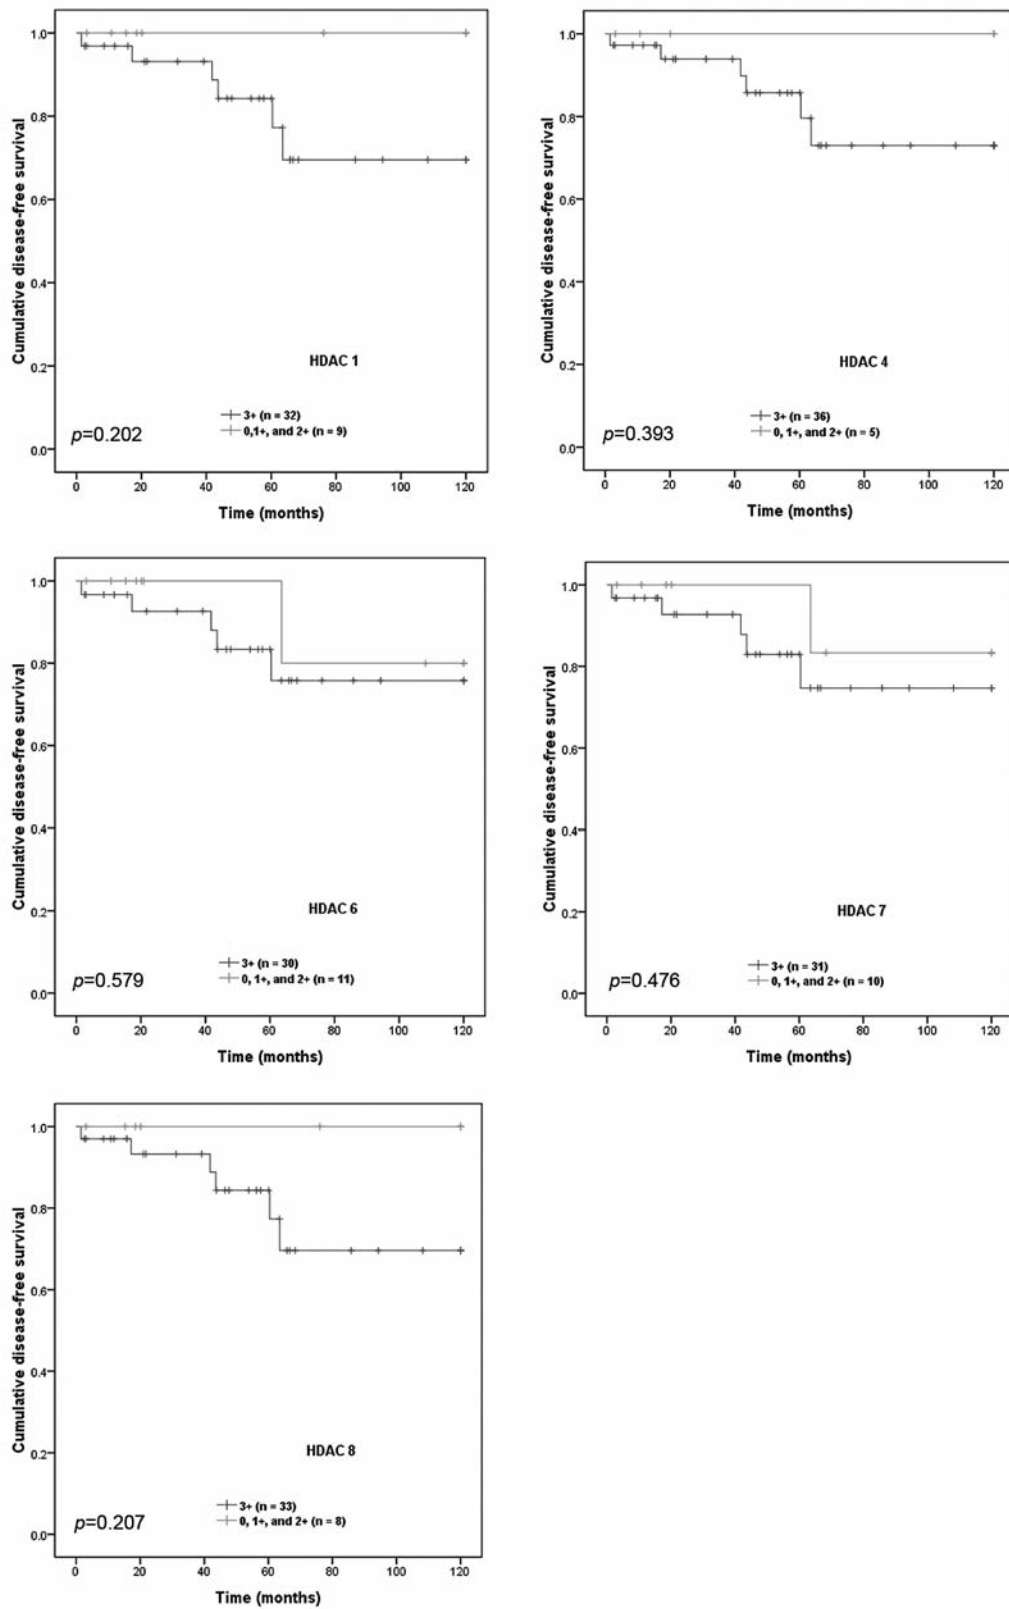 1.0
0.8
0.6
0.4
0.2
0.0
Cumulative disease-free survival
HDAC 1
3+ (n = 32)
0,1+, and 2+ (n = 9)
p=0.202
0 20 40 60 80 100 120
Time (months)
1.0
0.8
0.6
0.4
0.2
0.0
Cumulative disease-free survival
HDAC 4
3+ (n = 36)
0, 1+, and 2+ (n = 5)
p=0.393
0 20 40 60 80 100 120
Time (months)
1.0
0.8
0.6
0.4
0.2
0.0
Cumulative disease-free survival
HDAC 6
3+ (n = 30)
0, 1+, and 2+ (n = 11)
p=0.579
0 20 40 60 80 100 120
Time (months)
1.0
0.8
0.6
0.4
0.2
0.0
Cumulative disease-free survival
HDAC 7
3+ (n = 31)
0, 1+, and 2+ (n = 10)
p=0.476
0 20 40 60 80 100 120
Time (months)
1.0
0.8
0.6
0.4
0.2
0.0
Cumulative disease-free survival
HDAC 8
3+ (n = 33)
0, 1+, and 2+ (n = 8)
p=0.207
0 20 40 60 80 100 120
Time (months)